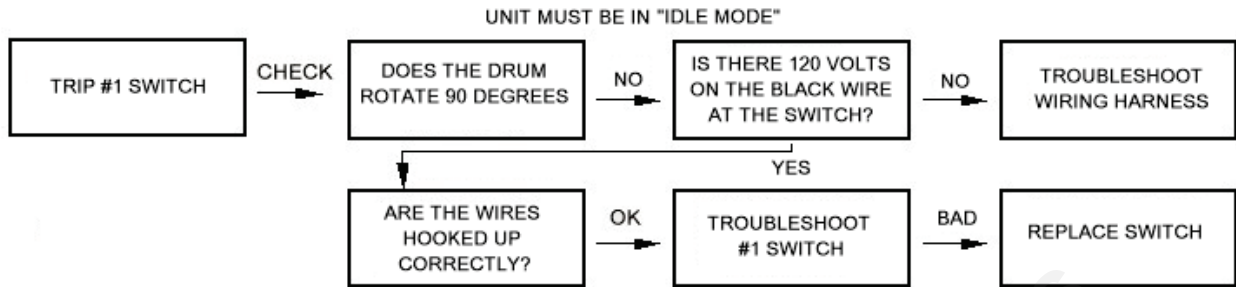 UNIT MUST BE IN "IDLE MODE"
TRIP #1 SWITCH
CHECK
DOES THE DRUM
ROTATE 90 DEGREES
NO
IS THERE 120 VOLTS
ON THE BLACK WIRE
AT THE SWITCH?
NO
TROUBLESHOOT
WIRING HARNESS
YES
ARE THE WIRES
HOOKED UP
CORRECTLY?
OK
TROUBLESHOOT
#1 SWITCH
BAD
REPLACE SWITCH